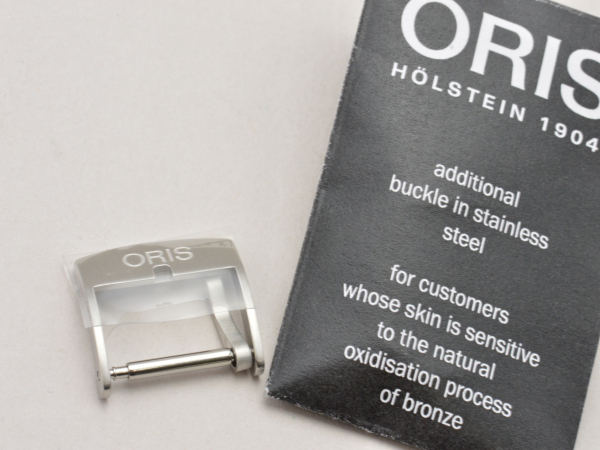 ORIS
HÖLSTEIN 1904
additional
buckle in stainless
steel
for customers
whose skin is sensitive
to the natural
oxidisation process
of bronze
ORIS